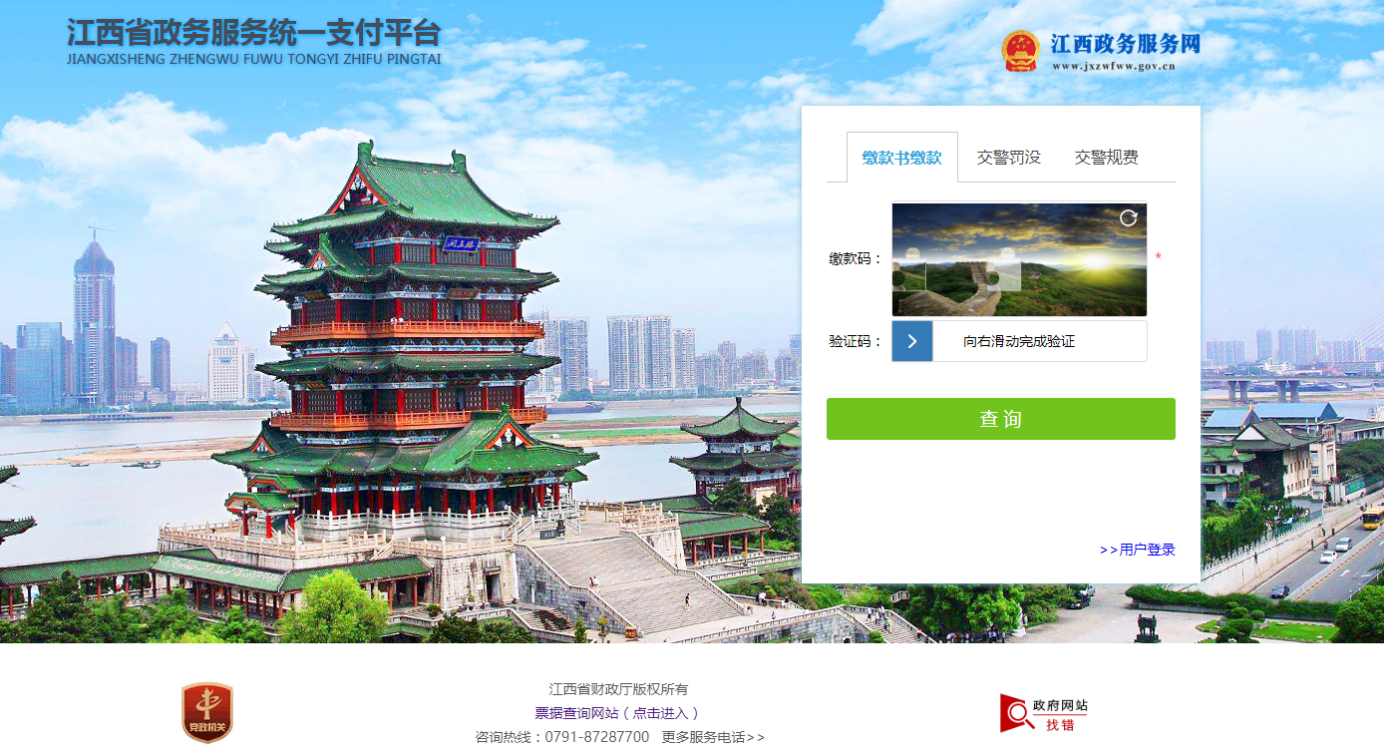 江西省政务服务统一支付平台
JIANGXISHENG ZHENGWU FUWU TONGYI ZHIFU PINGTAI
江西政务服务网
www.jxzwfww.gov.cn
缴款书缴款 交警罚没 交警规费
缴款码： *
验证码： 向右滑动完成验证
查 询
>>用户登录
阁王滕
党政机关
江西省财政厅版权所有
票据查询网站（点击进入）
咨询热线：0791-87287700 更多服务电话>>
政府网站
找错